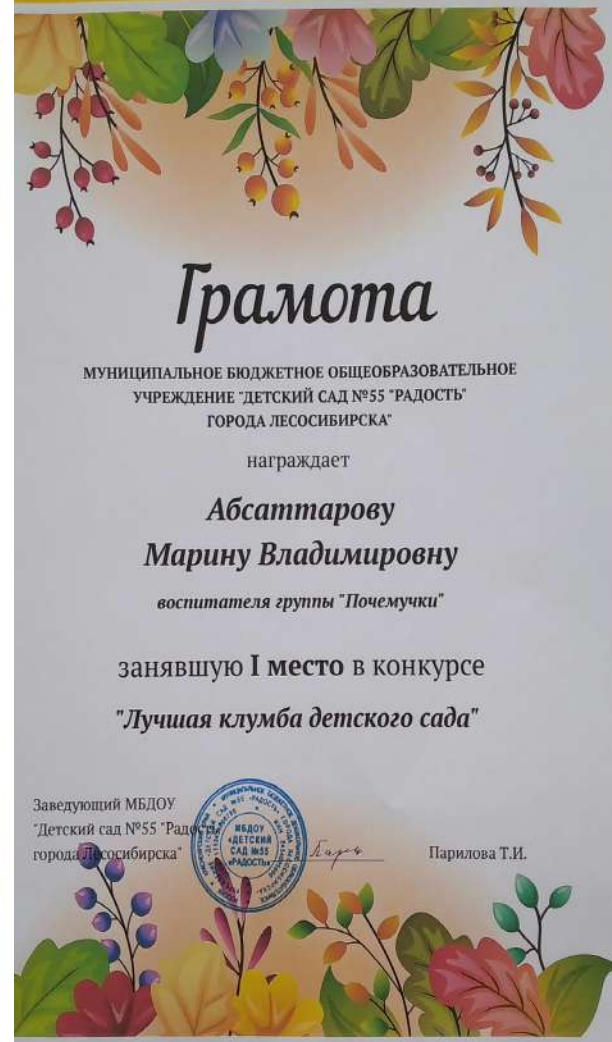 Грамота
МУНИЦИПАЛЬНОЕ БЮДЖЕТНОЕ ОБЩЕОБРАЗОВАТЕЛЬНОЕ
УЧРЕЖДЕНИЕ "ДЕТСКИЙ САД №55 "РАДОСТЬ"
ГОРОДА ЛЕСОСИБИРСКА"
награждает
Абсаттарову
Марину Владимировну
воспитателя группы "Почемучки"
занявшую I место в конкурсе
"Лучшая клумба детского сада"
Заведующий МБДОУ
"Детский сад №55 "Радость"
города Лесосибирска"
МБДОУ
«ДЕТСКИЙ
САД №55
«РАДОСТЬ»
Парилова Т.И.